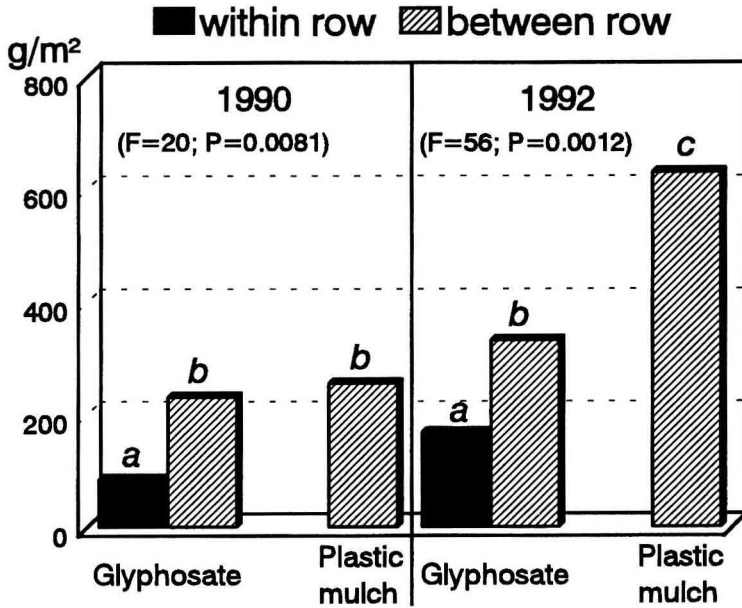 within row between row
g/m²
800
600
400
200
0
1990
(F=20; P=0.0081)
a
b
b
1992
(F=56; P=0.0012)
a
b
c
Glyphosate
Plastic
mulch
Glyphosate
Plastic
mulch